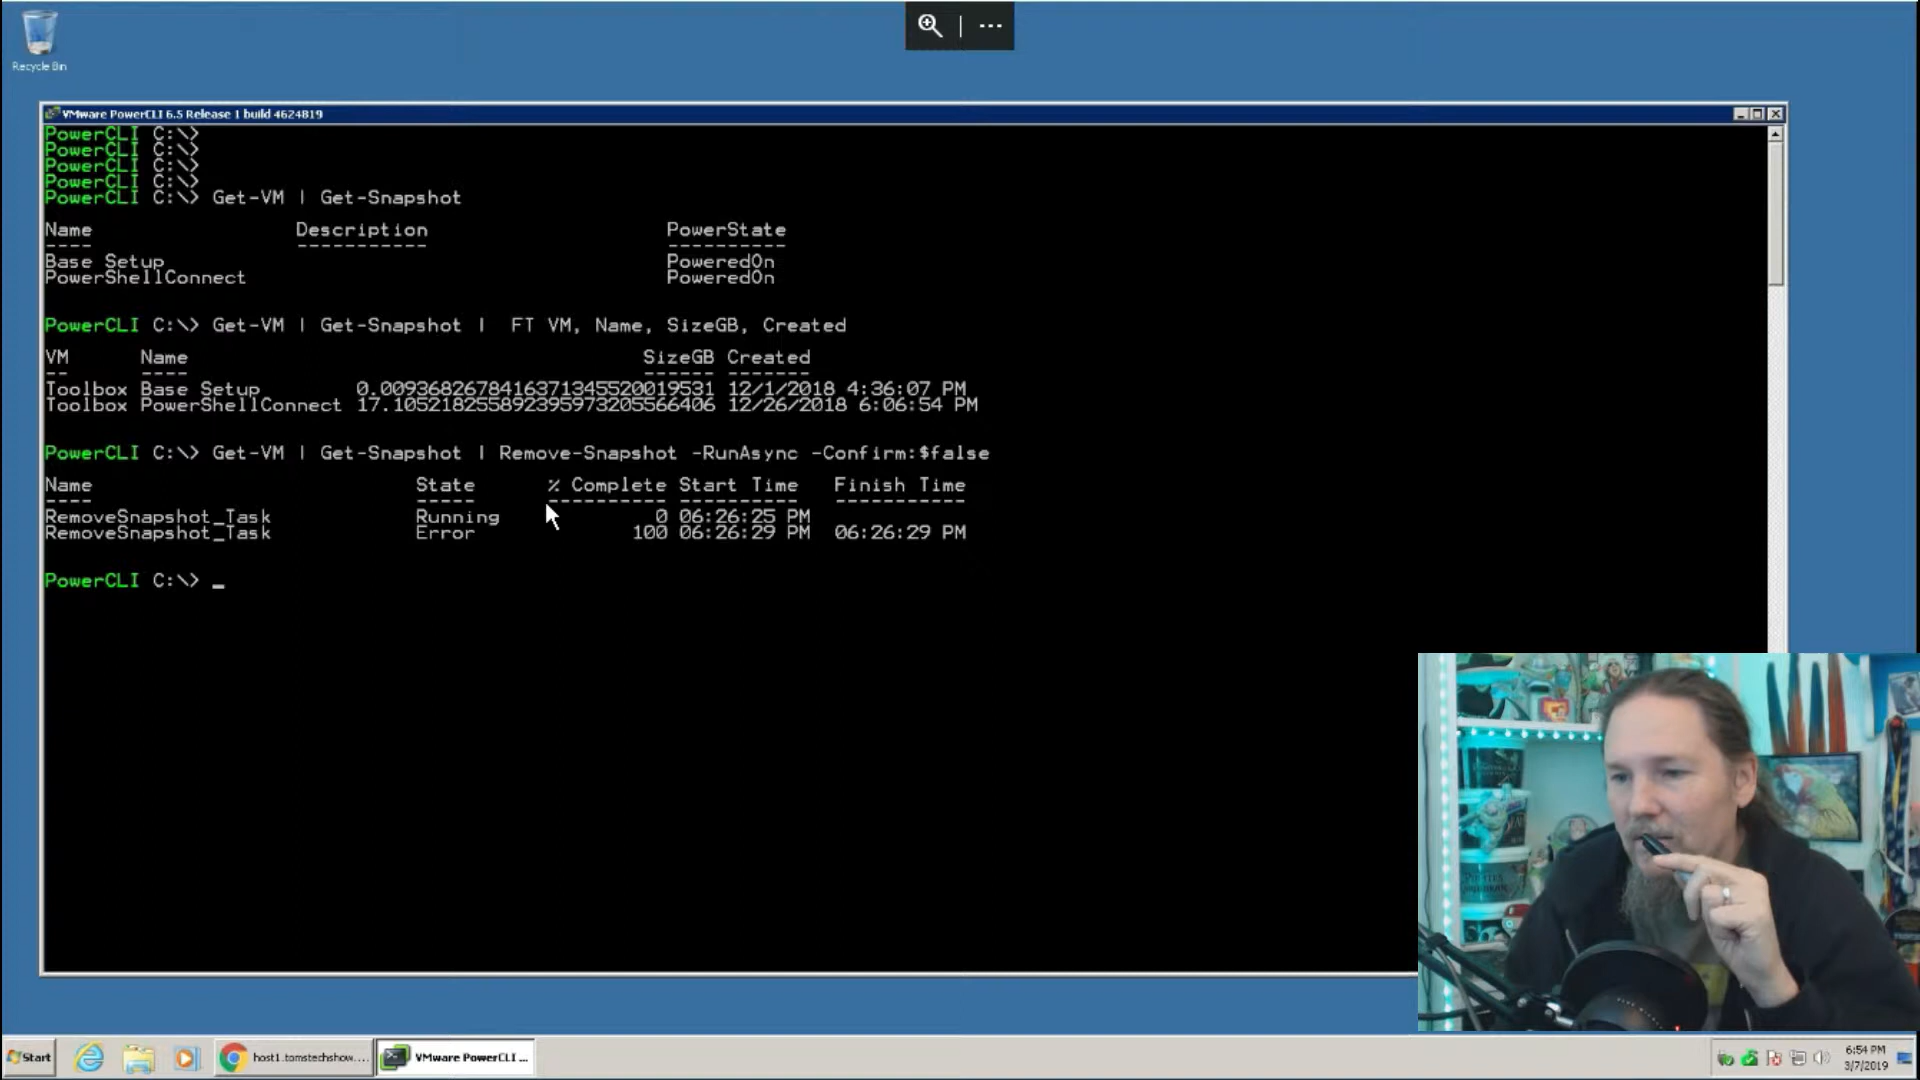 Recycle Bin
VMware PowerCLI 6.5 Release 1 build 4624819
PowerCLI C:\>
PowerCLI C:\>
PowerCLI C:\>
PowerCLI C:\>
PowerCLI C:\> Get-VM | Get-Snapshot
Name Description PowerState
---- ----------- ----------
Base Setup PoweredOn
PowerShellConnect PoweredOn
PowerCLI C:\> Get-VM | Get-Snapshot | FT VM, Name, SizeGB, Created
VM Name SizeGB Created
-- ---- ------ -------
Toolbox Base Setup 0.0093682678416371345520019531 12/1/2018 4:36:07 PM
Toolbox PowerShellConnect 17.105218255892395973205566406 12/26/2018 6:06:54 PM
PowerCLI C:\> Get-VM | Get-Snapshot | Remove-Snapshot -RunAsync -Confirm:$false
Name State % Complete Start Time Finish Time
---- ----- ---------- ---------- -----------
RemoveSnapshot_Task Running 0 06:26:25 PM
RemoveSnapshot_Task Error 100 06:26:29 PM 06:26:29 PM
PowerCLI C:\> _
Start
host1.tomstechshow....
VMware PowerCLI ...
6:54 PM
3/7/2019